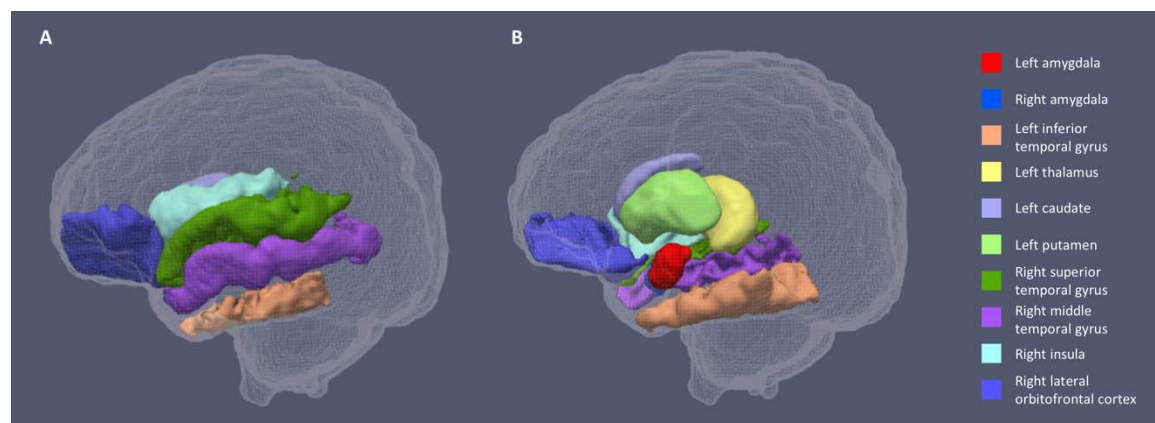 A
B
Left amygdala
Right amygdala
Left inferior
temporal gyrus
Left thalamus
Left caudate
Left putamen
Right superior
temporal gyrus
Right middle
temporal gyrus
Right insula
Right lateral
orbitofrontal cortex